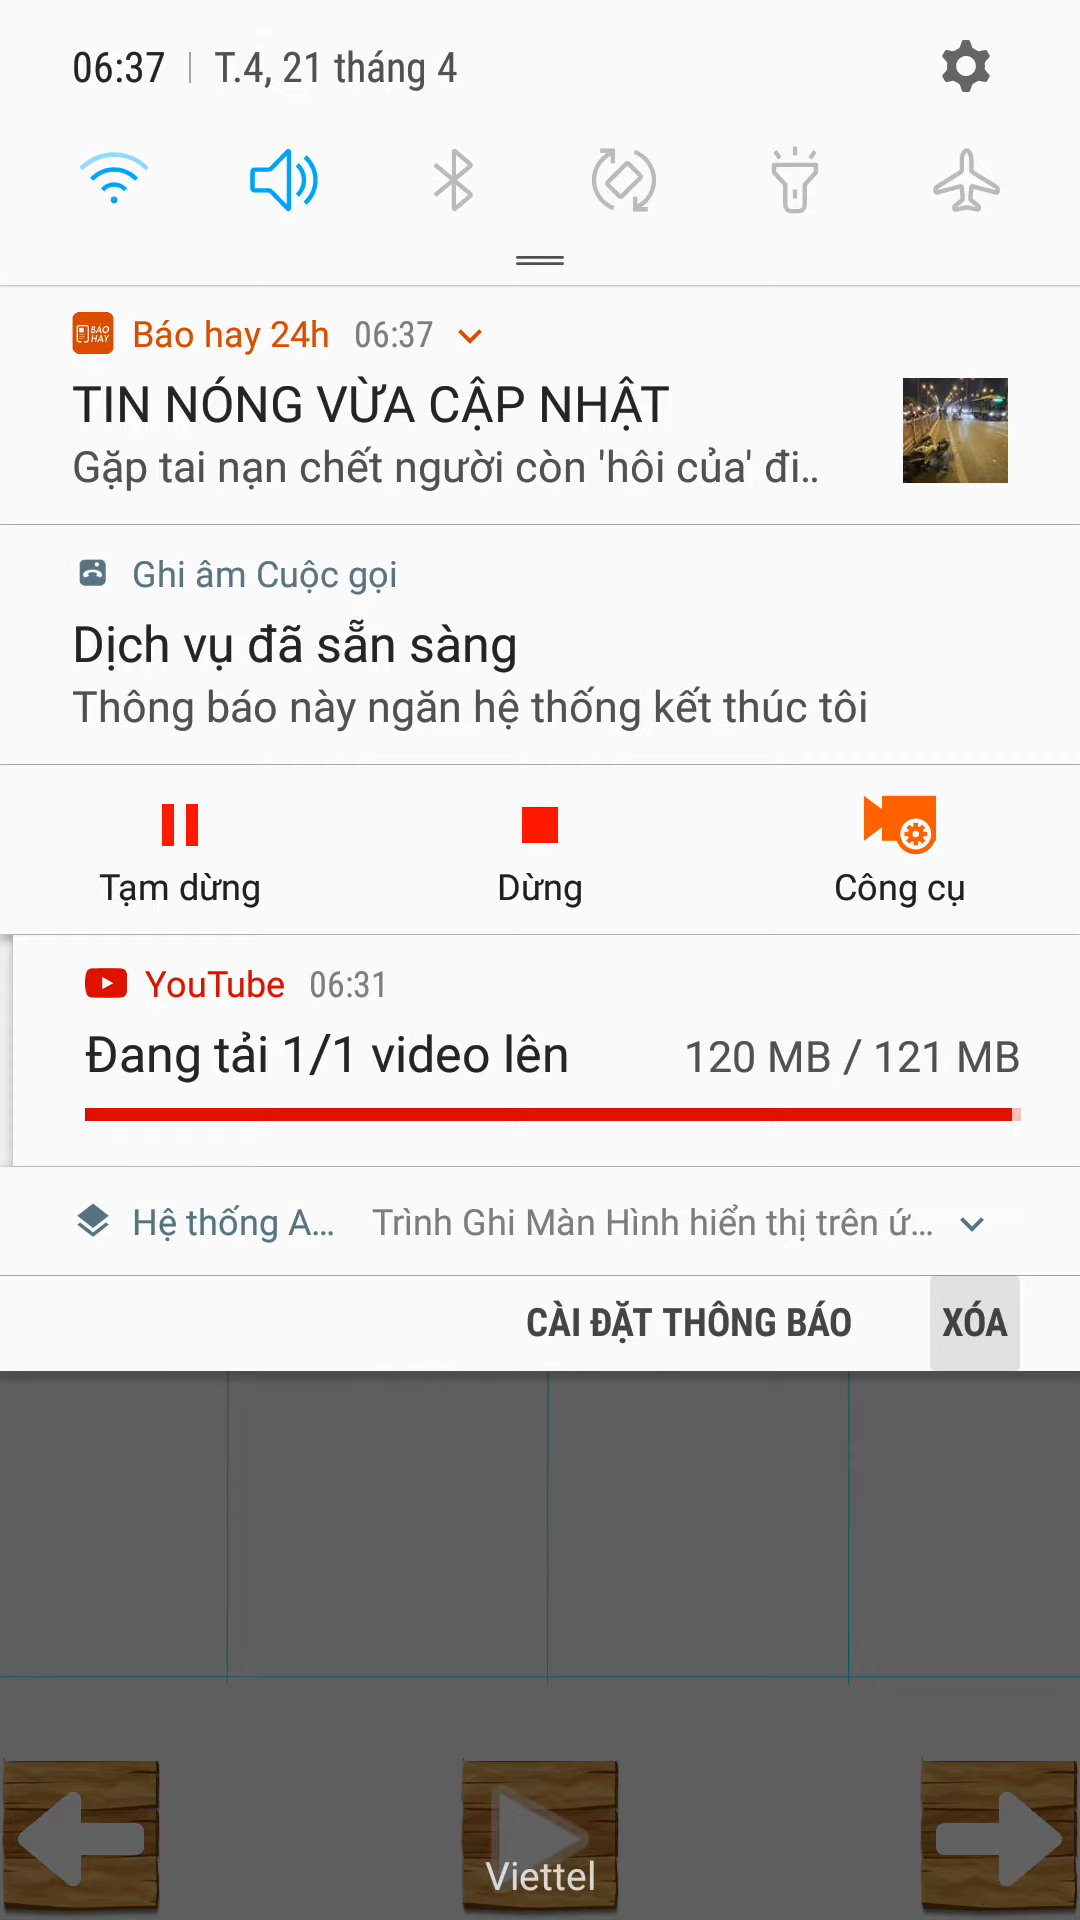 06:37 | T.4, 21 tháng 4
BÁO HAY Báo hay 24h 06:37
TIN NÓNG VỪA CẬP NHẬT
Gặp tai nạn chết người còn 'hôi của' đi..
Ghi âm Cuộc gọi
Dịch vụ đã sẵn sàng
Thông báo này ngăn hệ thống kết thúc tôi
Tạm dừng Dừng Công cụ
YouTube 06:31
Đang tải 1/1 video lên 120 MB / 121 MB
Hệ thống A... Trình Ghi Màn Hình hiển thị trên ứ...
CÀI ĐẶT THÔNG BÁO XÓA
Viettel